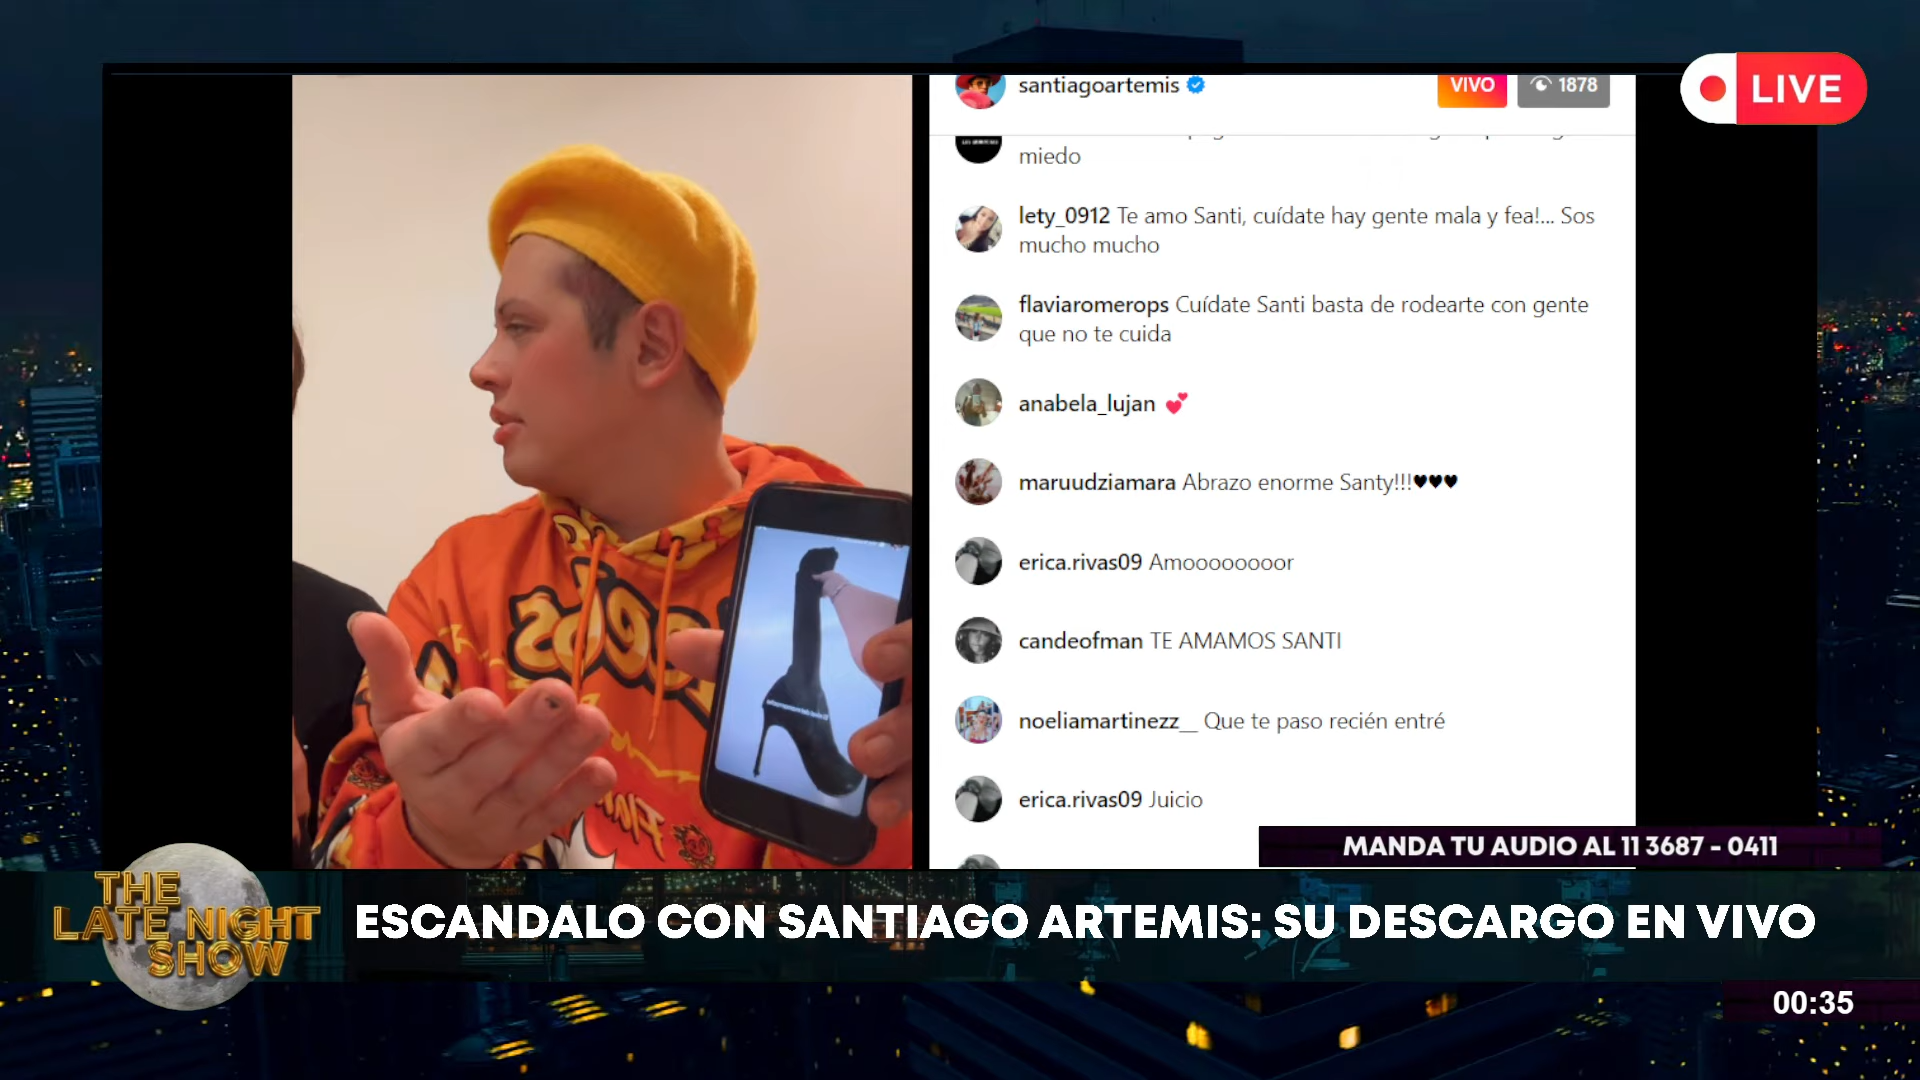 santiagoartemis
VIVO
1878
LIVE
miedo
lety_0912 Te amo Santi, cuídate hay gente mala y fea!... Sos
mucho mucho
flaviaromerops Cuídate Santi basta de rodearte con gente
que no te cuida
anabela_lujan 💕
maruudziamara Abrazo enorme Santy!!!♥♥♥
erica.rivas09 Amoooooooor
candeofman TE AMAMOS SANTI
noeliamartinezz__ Que te paso recién entré
erica.rivas09 Juicio
MANDA TU AUDIO AL 11 3687 - 0411
THE
LATE NIGHT
SHOW
ESCANDALO CON SANTIAGO ARTEMIS: SU DESCARGO EN VIVO
00:35